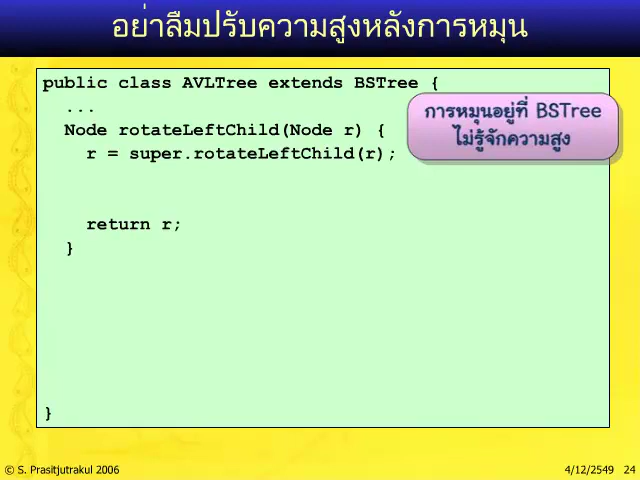 อย่าลืมปรับความสูงหลังการหมุน
public class AVLTree extends BSTree {
...
Node rotateLeftChild(Node r) {
r = super.rotateLeftChild(r);
การหมุนอยู่ที่ BSTree
ไม่รู้จักความสูง
return r;
}
}
© S. Prasitjutrakul 2006
4/12/2549 24